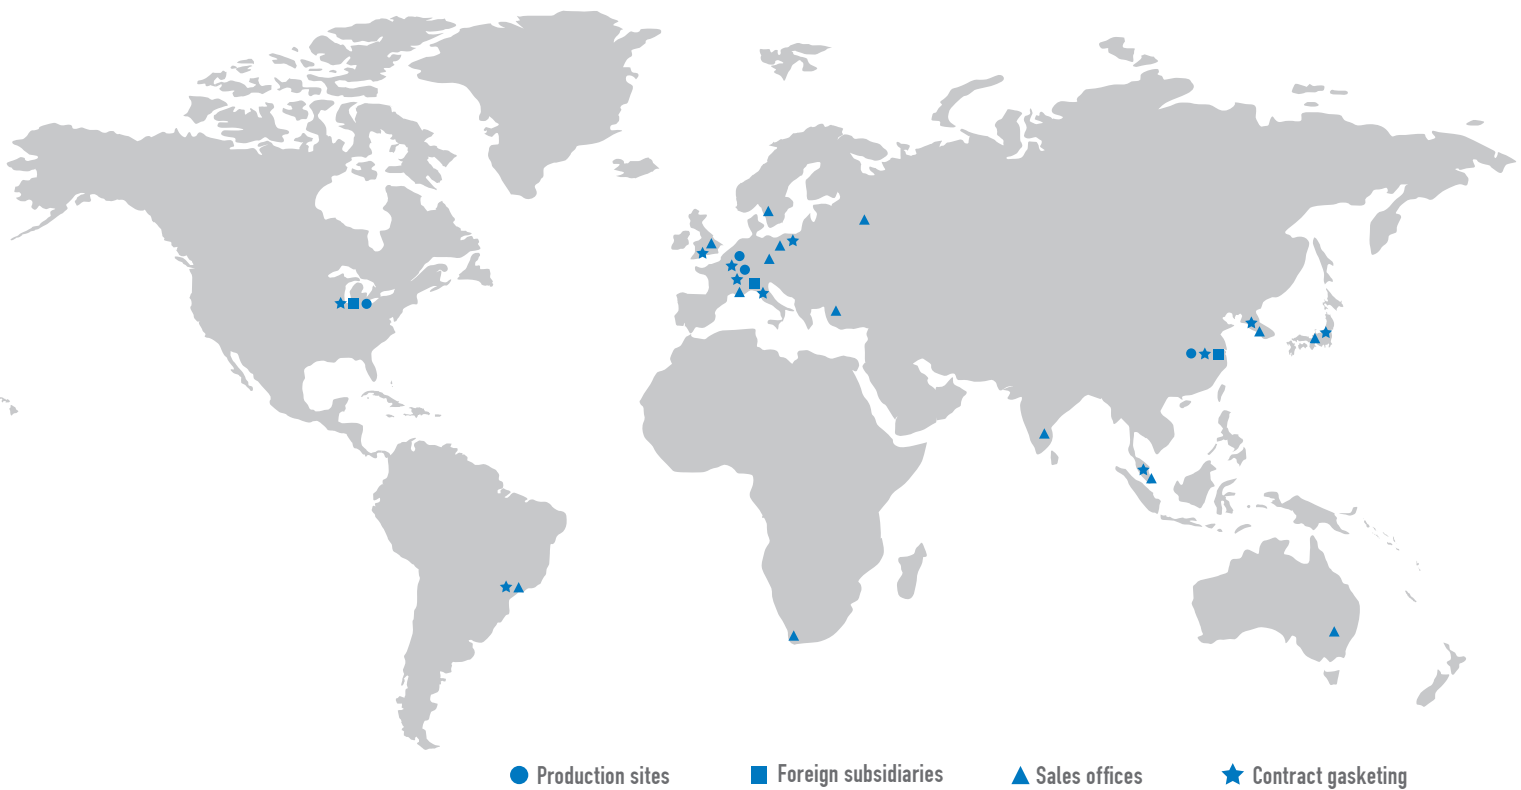 Production sites
Foreign subsidiaries
Sales offices
Contract gasketing